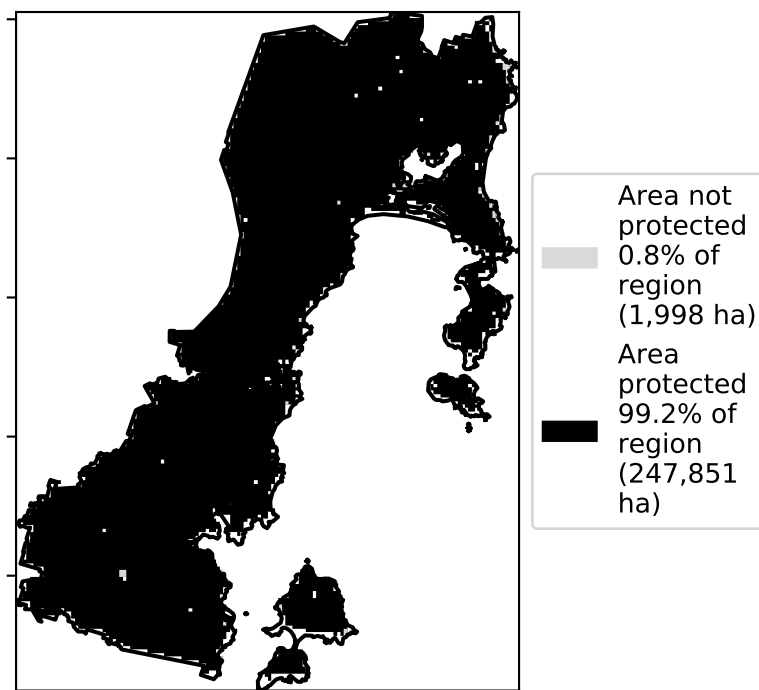 Area not
protected
0.8% of
region
(1,998 ha)
Area
protected
99.2% of
region
(247,851
ha)